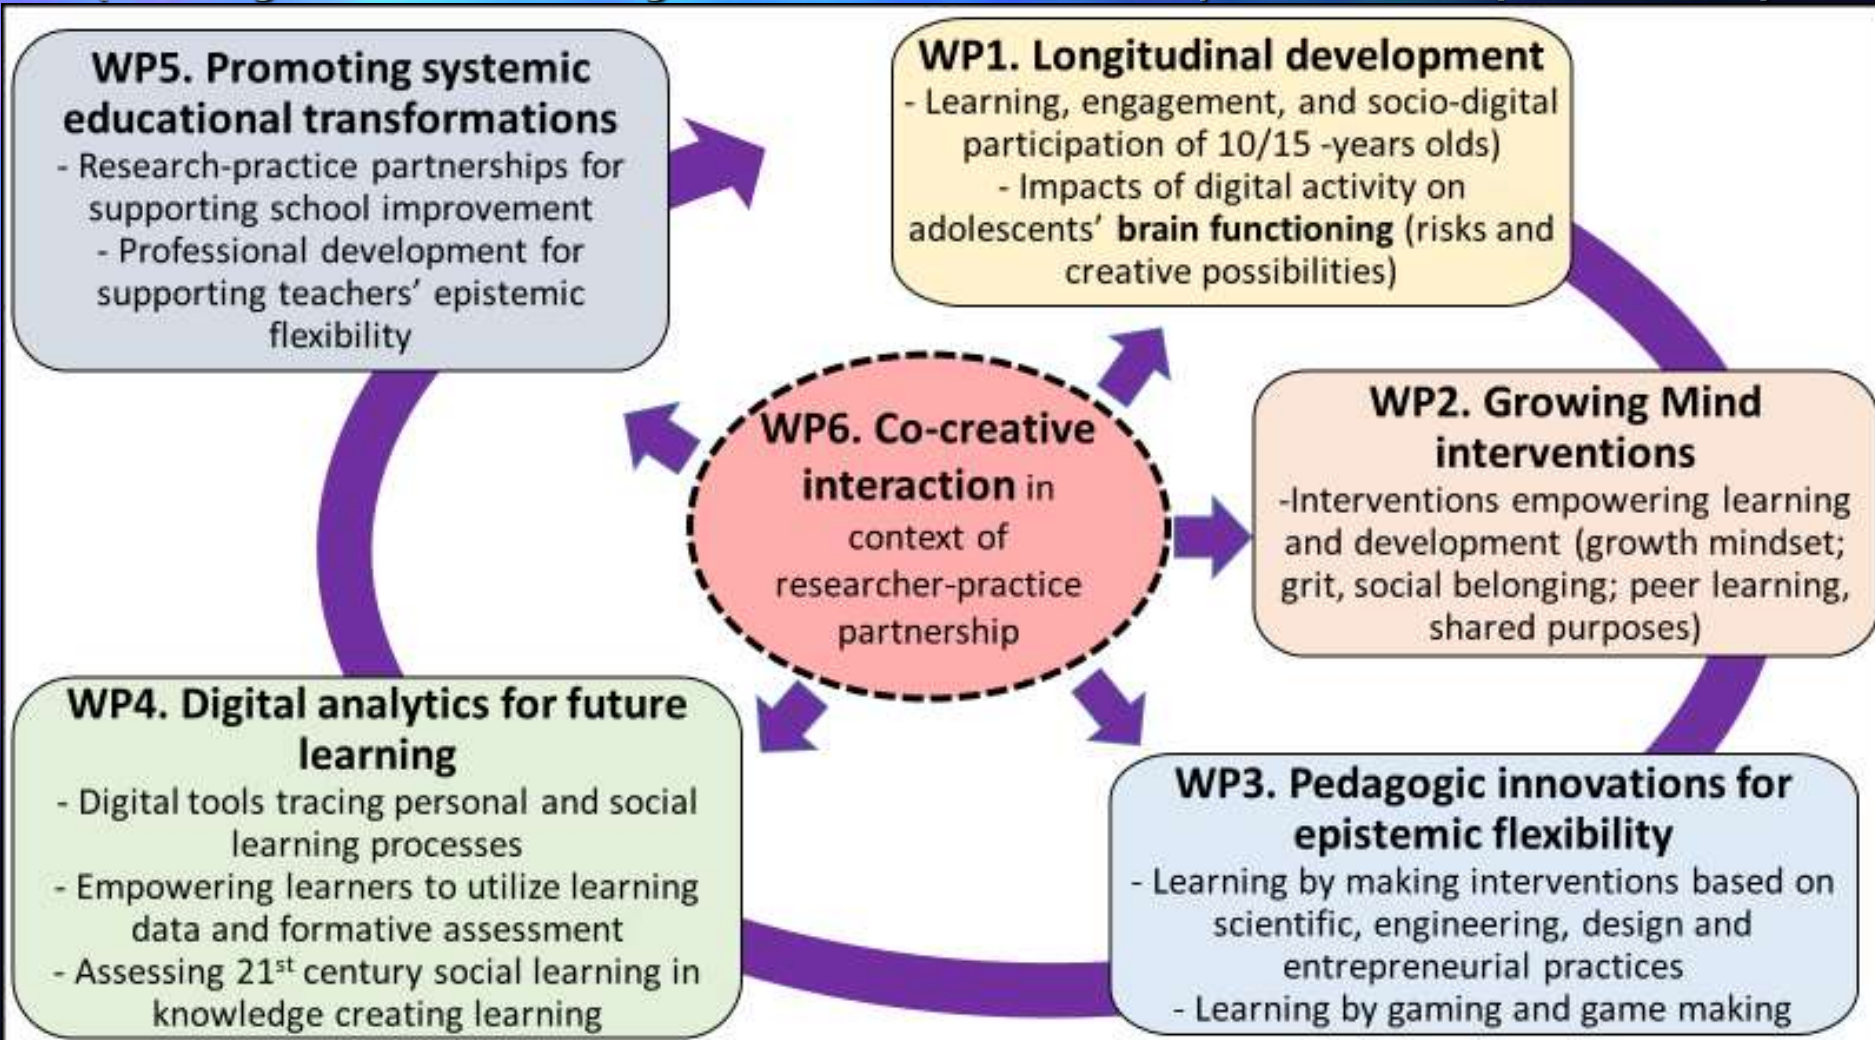 WP5. Promoting systemic
educational transformations
- Research-practice partnerships for
supporting school improvement
- Professional development for
supporting teachers’ epistemic
flexibility
WP1. Longitudinal development
- Learning, engagement, and socio-digital
participation of 10/15 -years olds)
- Impacts of digital activity on
adolescents’ brain functioning (risks and
creative possibilities)
WP6. Co-creative
interaction in
context of
researcher-practice
partnership
WP2. Growing Mind
interventions
-Interventions empowering learning
and development (growth mindset;
grit, social belonging; peer learning,
shared purposes)
WP4. Digital analytics for future
learning
- Digital tools tracing personal and social
learning processes
- Empowering learners to utilize learning
data and formative assessment
- Assessing 21st century social learning in
knowledge creating learning
WP3. Pedagogic innovations for
epistemic flexibility
- Learning by making interventions based on
scientific, engineering, design and
entrepreneurial practices
- Learning by gaming and game making